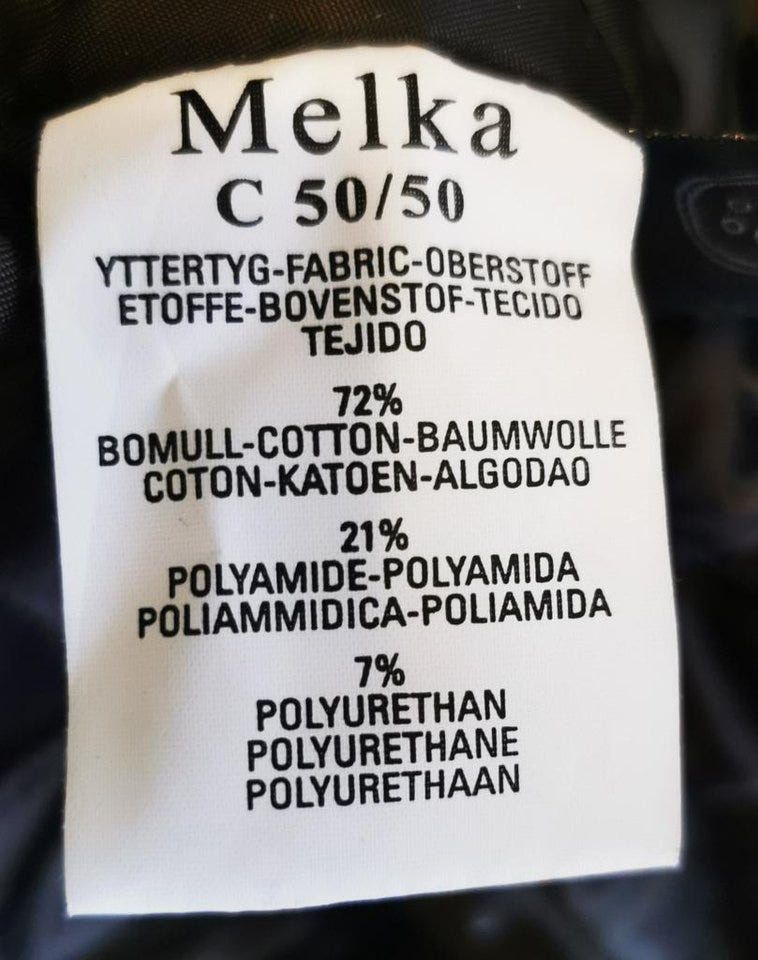 Melka
C 50/50
YTTERTYG-FABRIC-OBERSTOFF
ETOFFE-BOVENSTOF-TECIDO
TEJIDO
72%
BOMULL-COTTON-BAUMWOLLE
COTON-KATOEN-ALGODAO
21%
POLYAMIDE-POLYAMIDA
POLIAMMIDICA-POLIAMIDA
7%
POLYURETHAN
POLYURETHANE
POLYURETHAAN